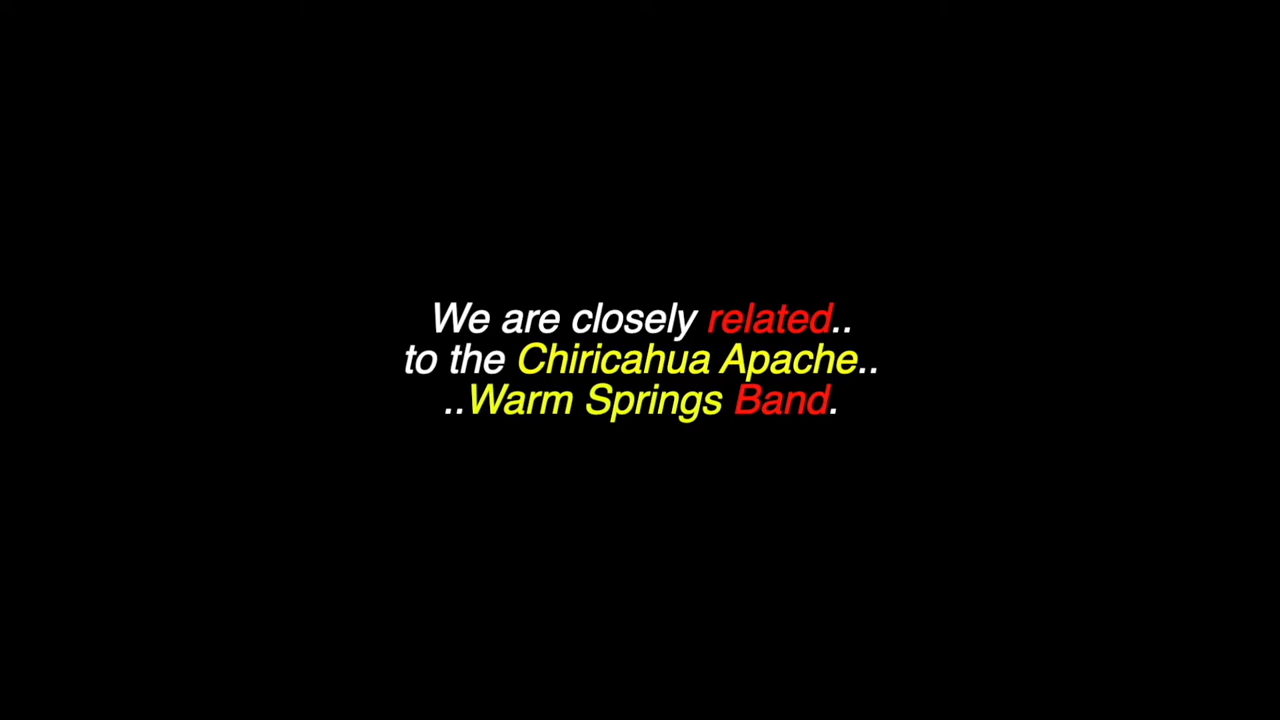 We are closely related..
to the Chiricahua Apache..
..Warm Springs Band.